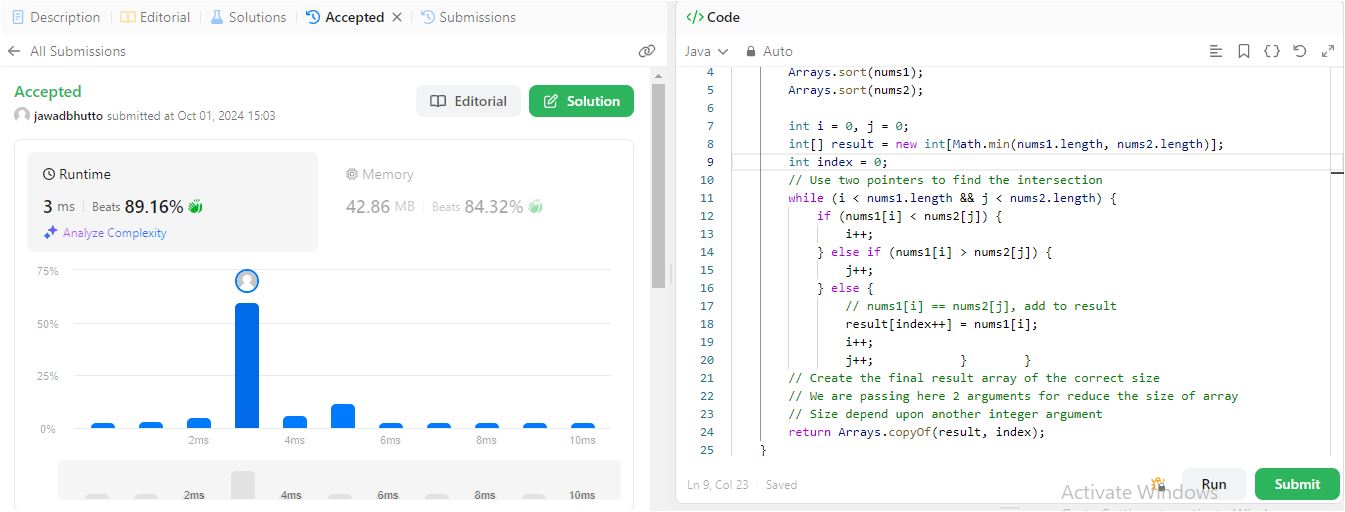 Description Editorial Solutions Accepted Submissions
All Submissions
Accepted
jawadbhutto submitted at Oct 01, 2024 15:03
Editorial Solution
Runtime
3 ms Beats 89.16%
Analyze Complexity
Memory
42.86 MB Beats 84.32%
75%
50%
25%
0%
2ms 4ms 6ms 8ms 10ms
2ms 4ms 6ms 8ms 10ms
</> Code
Java Auto
4 Arrays.sort(nums1);
5 Arrays.sort(nums2);
6
7 int i = 0, j = 0;
8 int[] result = new int[Math.min(nums1.length, nums2.length)];
9 int index = 0;
10 // Use two pointers to find the intersection
11 while (i < nums1.length && j < nums2.length) {
12 if (nums1[i] < nums2[j]) {
13 i++;
14 } else if (nums1[i] > nums2[j]) {
15 j++;
16 } else {
17 // nums1[i] == nums2[j], add to result
18 result[index++] = nums1[i];
19 i++;
20 j++; } }
21 // Create the final result array of the correct size
22 // We are passing here 2 arguments for reduce the size of array
23 // Size depend upon another integer argument
24 return Arrays.copyOf(result, index);
25 }
Ln 9, Col 23 Saved
Run Submit
Activate Windows